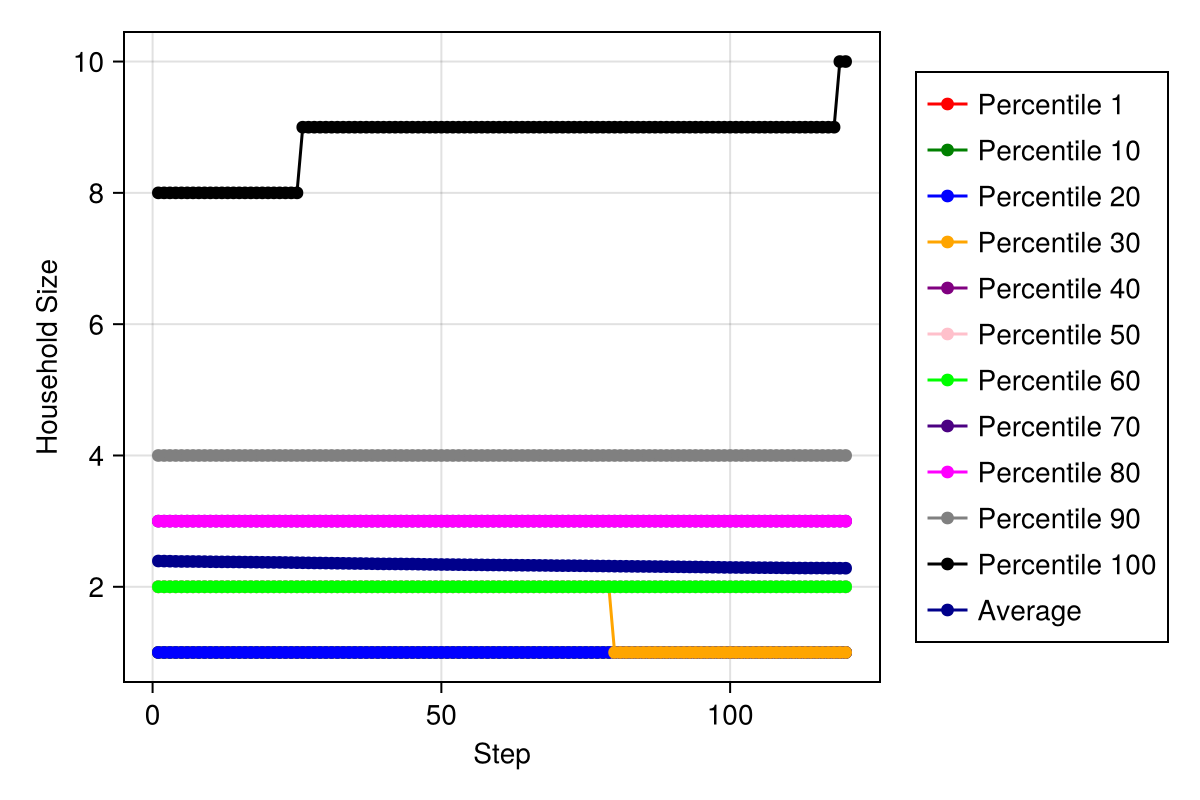 10
8
6
4
2
Household Size
0
50
100
Step
Percentile 1
Percentile 10
Percentile 20
Percentile 30
Percentile 40
Percentile 50
Percentile 60
Percentile 70
Percentile 80
Percentile 90
Percentile 100
Average